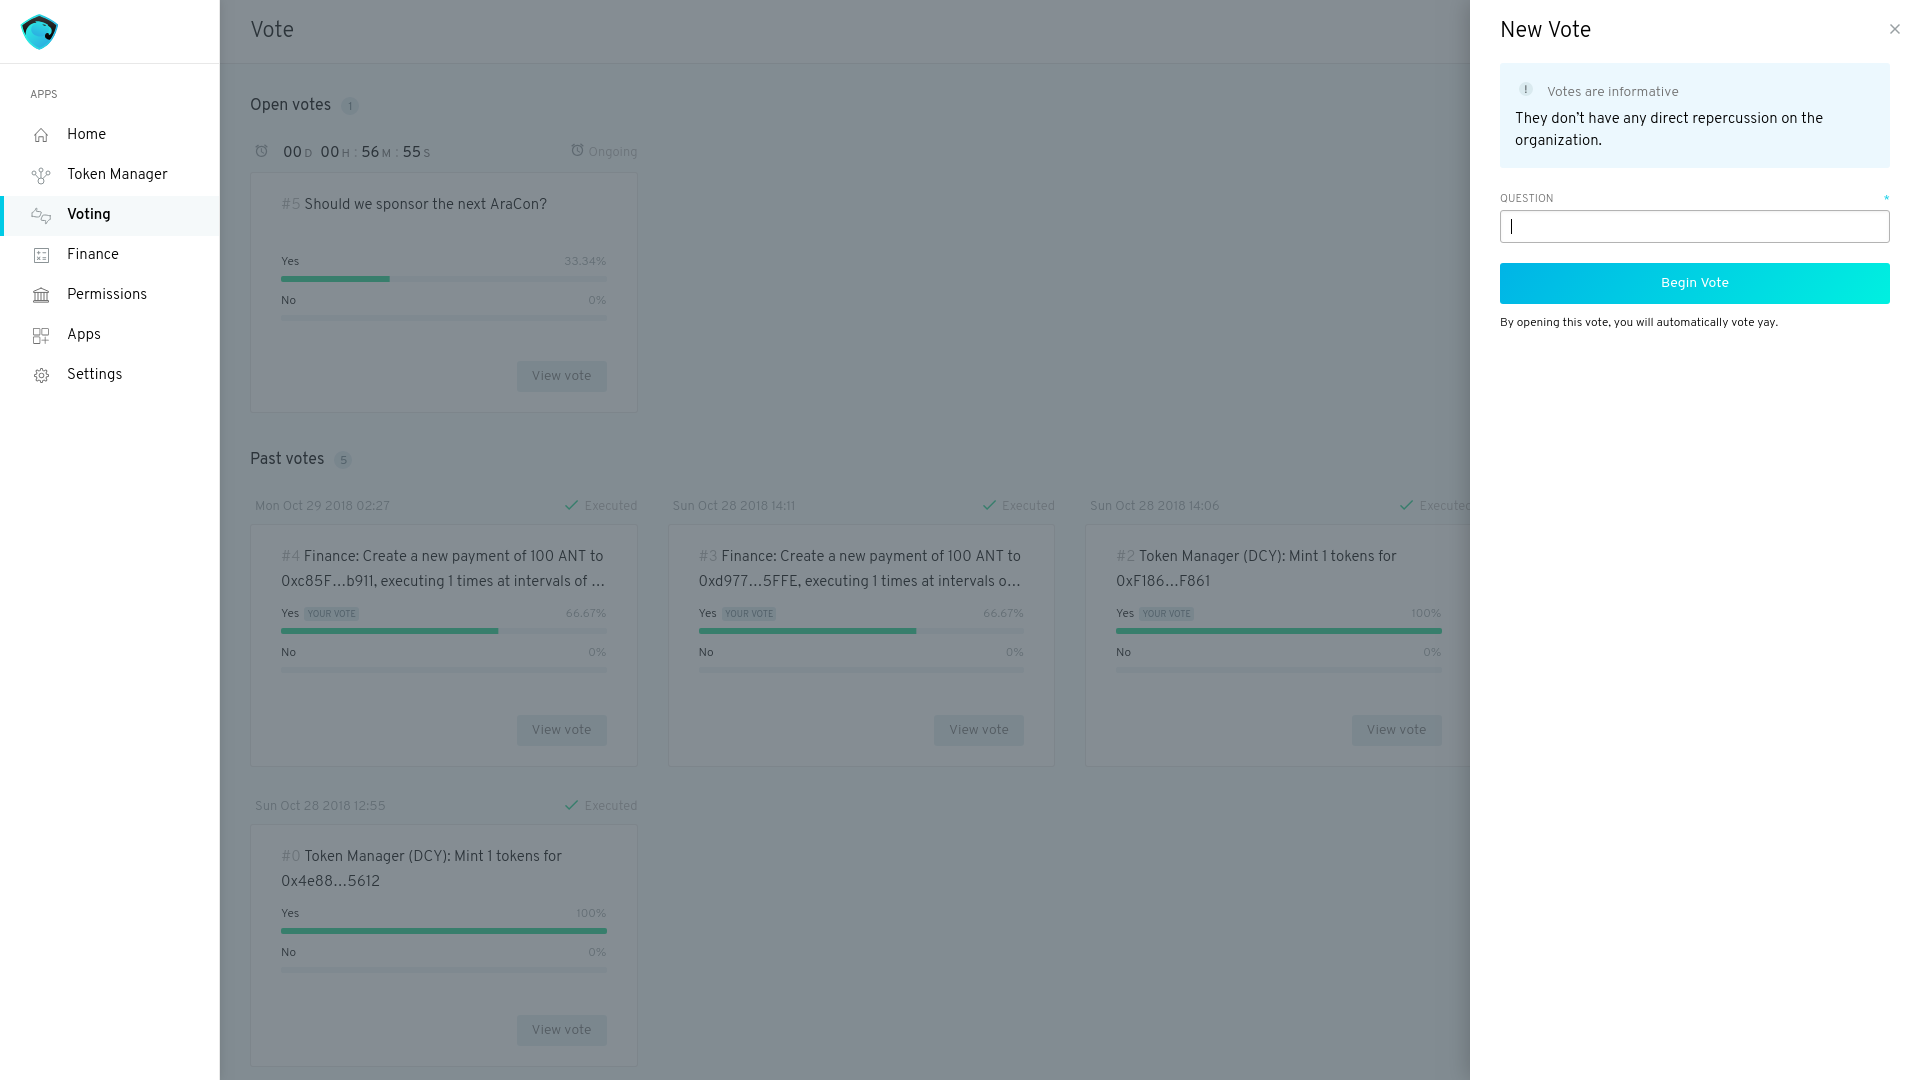 APPS
Home
Token Manager
Voting
Finance
Permissions
Apps
Settings
Vote
Open votes 1
00 D 00 H : 56 M : 55 S Ongoing
#5 Should we sponsor the next AraCon?
Yes 33.34%
No 0%
View vote
Past votes 5
Mon Oct 29 2018 02:27 Executed
#4 Finance: Create a new payment of 100 ANT to
0xc85F...b911, executing 1 times at intervals of ...
Yes YOUR VOTE 66.67%
No 0%
View vote
Sun Oct 28 2018 14:11 Executed
#3 Finance: Create a new payment of 100 ANT to
0xd977...5FFE, executing 1 times at intervals o...
Yes YOUR VOTE 66.67%
No 0%
View vote
Sun Oct 28 2018 14:06 Executed
#2 Token Manager (DCY): Mint 1 tokens for
0xF186...F861
Yes YOUR VOTE 100%
No 0%
View vote
Sun Oct 28 2018 12:55 Executed
#0 Token Manager (DCY): Mint 1 tokens for
0x4e88...5612
Yes 100%
No 0%
View vote
New Vote
! Votes are informative
They don't have any direct repercussion on the
organization.
QUESTION *
Begin Vote
By opening this vote, you will automatically vote yay.